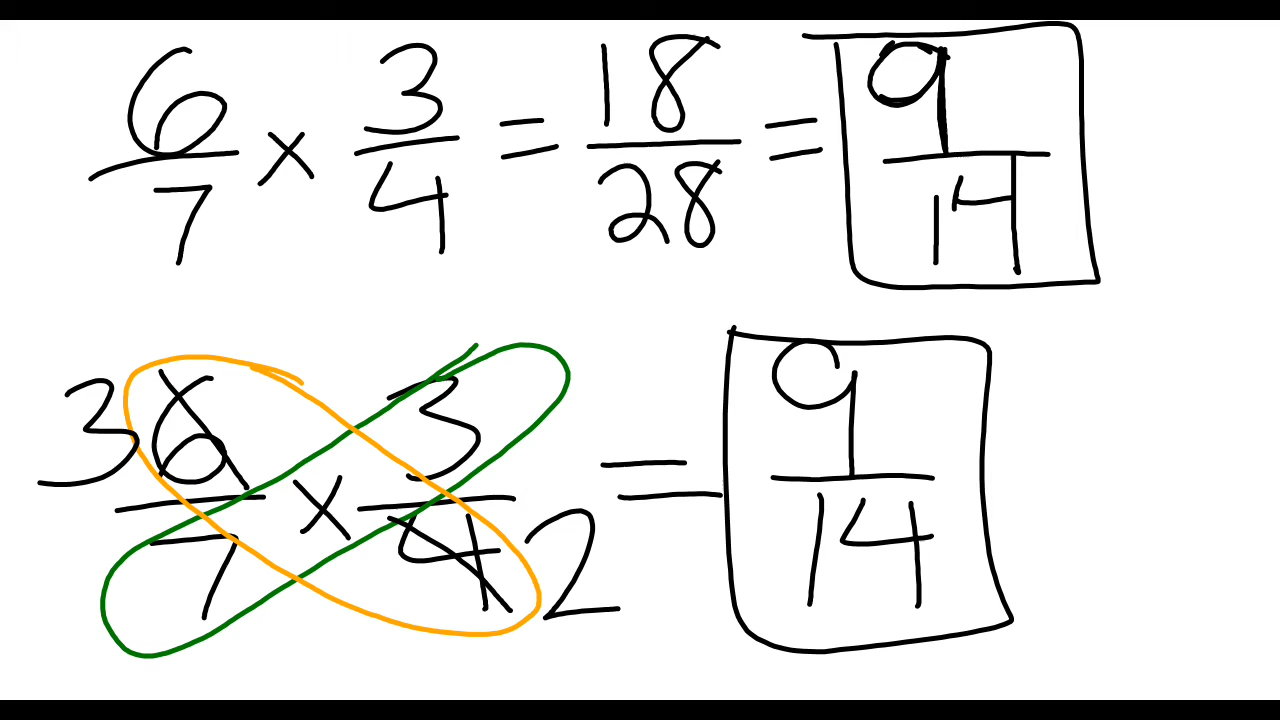 6/7 × 3/4 = 18/28 = 9/14
3 6/7 × 3/4 2 = 9/14